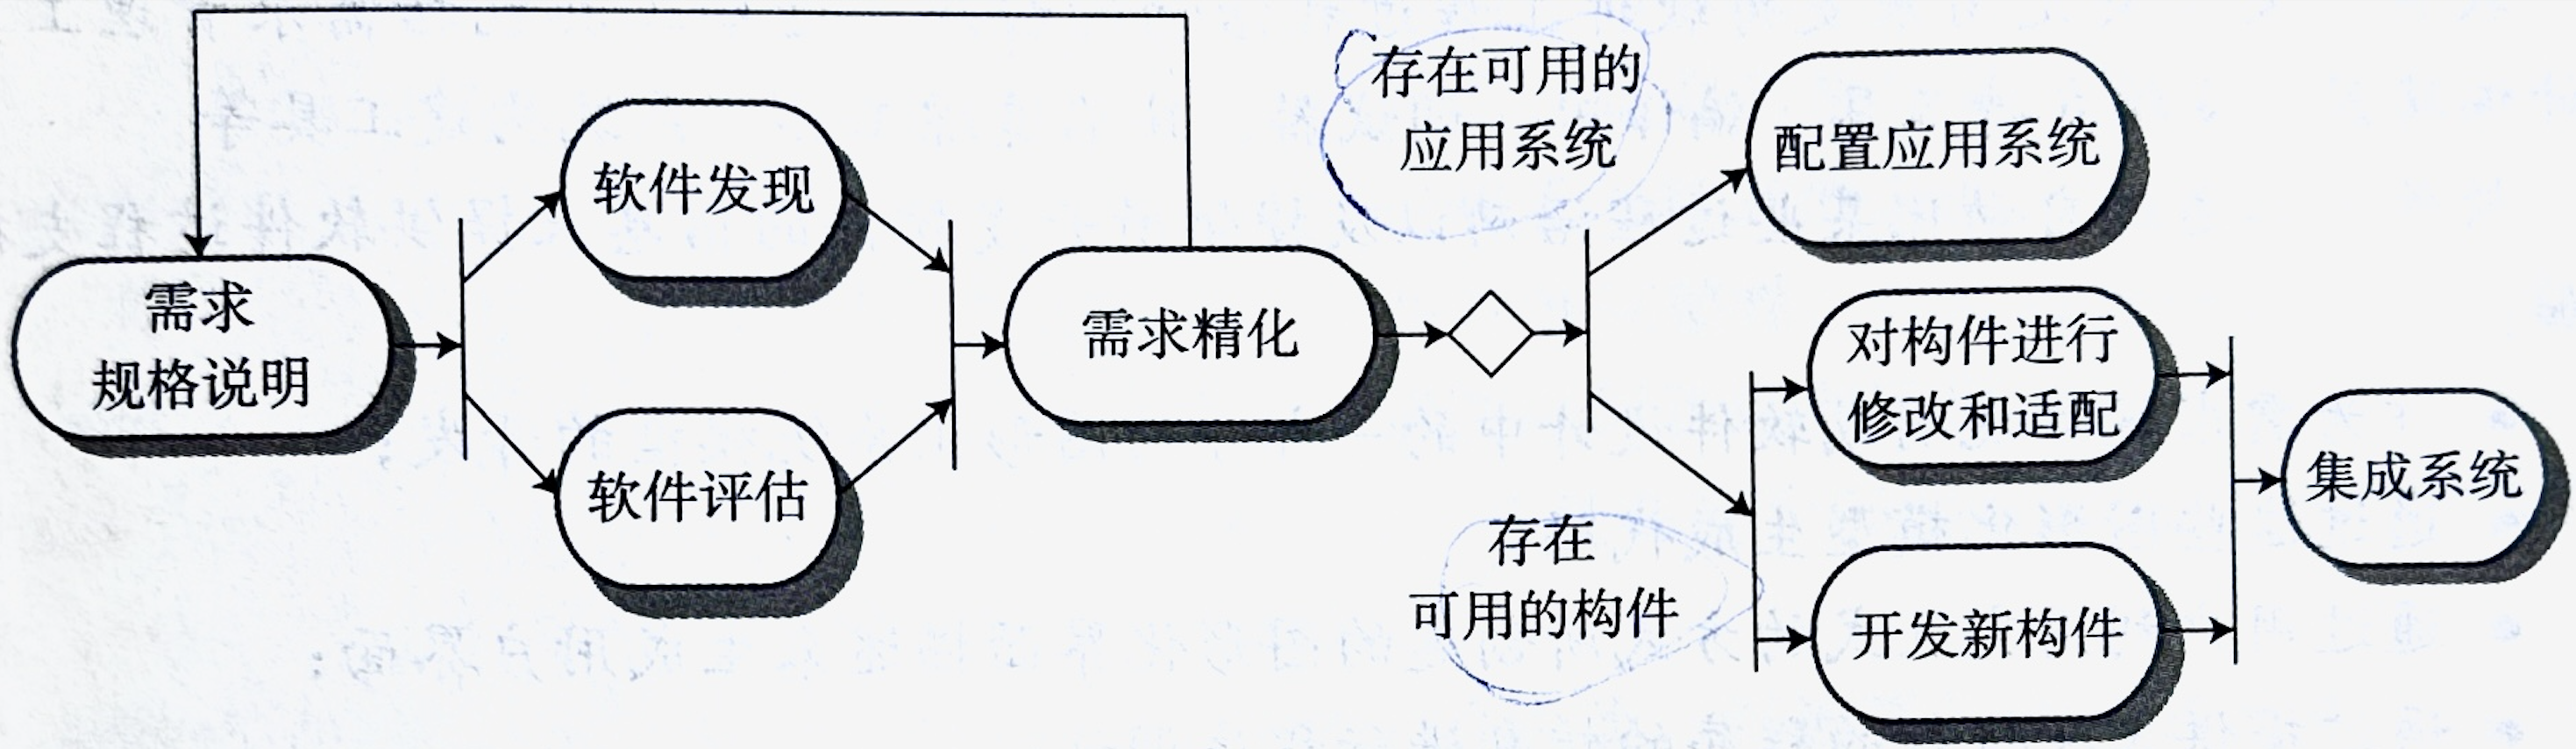 需求
规格说明
软件发现
软件评估
需求精化
存在可用的
应用系统
存在
可用的构件
配置应用系统
对构件进行
修改和适配
开发新构件
集成系统